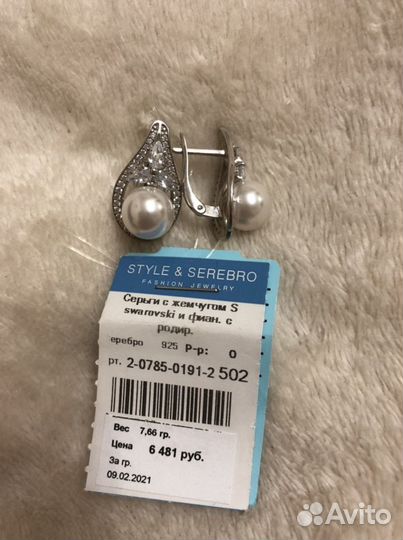 STYLE & SEREBRO
FASHION JEWELRY
Серьги с жемчугом S
swarovski и фиан. с
родир.
еребро 925 Р-р: 0
рт. 2-0785-0191-2 502
Вес 7,66 гр.
Цена 6 481 руб.
За гр.
09.02.2021
Avito